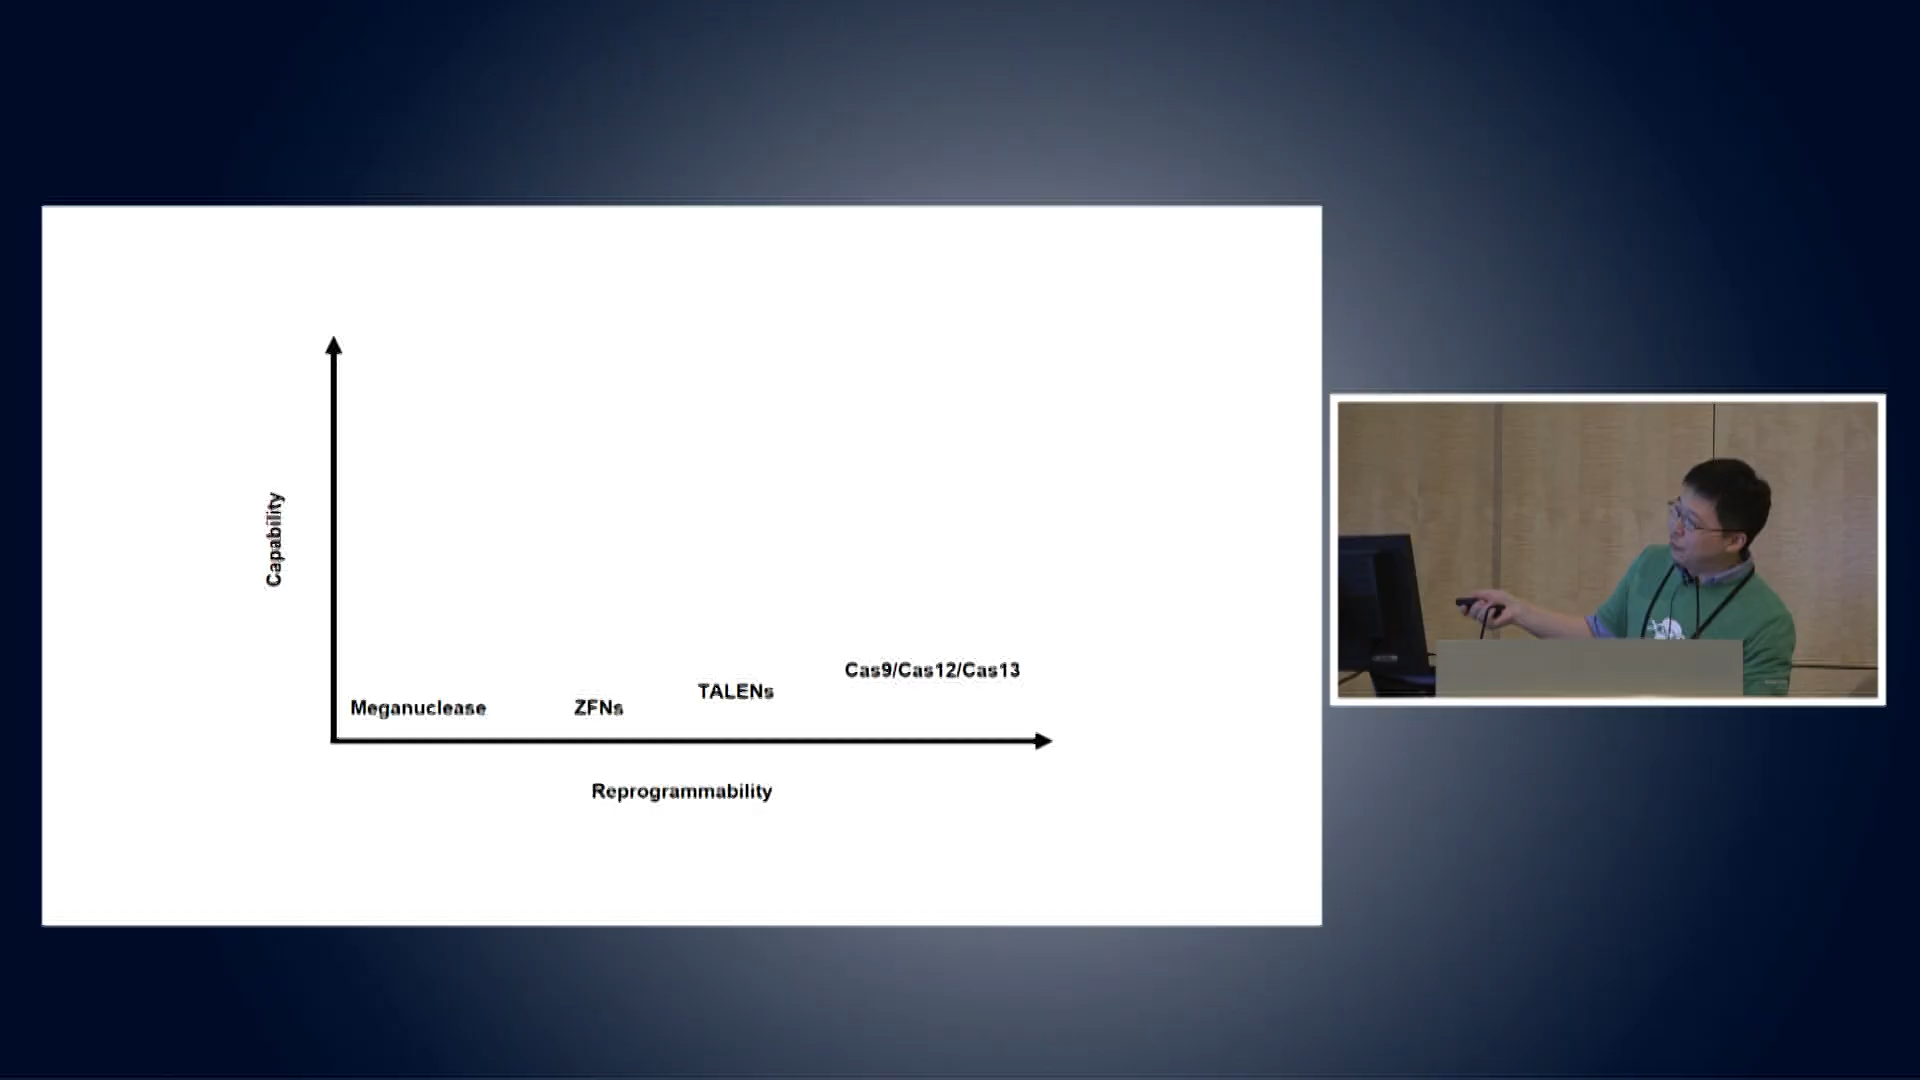 Capability
Cas9/Cas12/Cas13
TALENs
Meganuclease
ZFNs
Reprogrammability